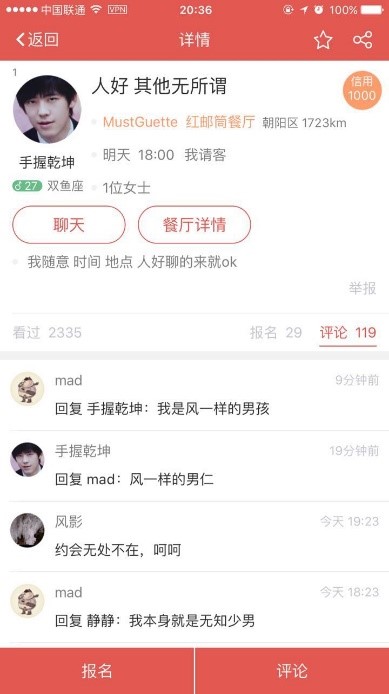 中国联通 VPN 20:36 100%
返回 详情
1
人好 其他无所谓
信用
1000
MustGuette 红邮筒餐厅 朝阳区 1723km
明天 18:00 我请客
手握乾坤
♂ 27 双鱼座
1位女士
聊天 餐厅详情
我随意 时间 地点 人好聊的来就ok
举报
看过 2335 报名 29 评论 119
mad 9分钟前
回复 手握乾坤：我是风一样的男孩
手握乾坤 19分钟前
回复 mad：风一样的男仁
风影 今天 19:23
约会无处不在，呵呵
mad 今天 18:23
回复 静静：我本身就是无知少男
报名 评论